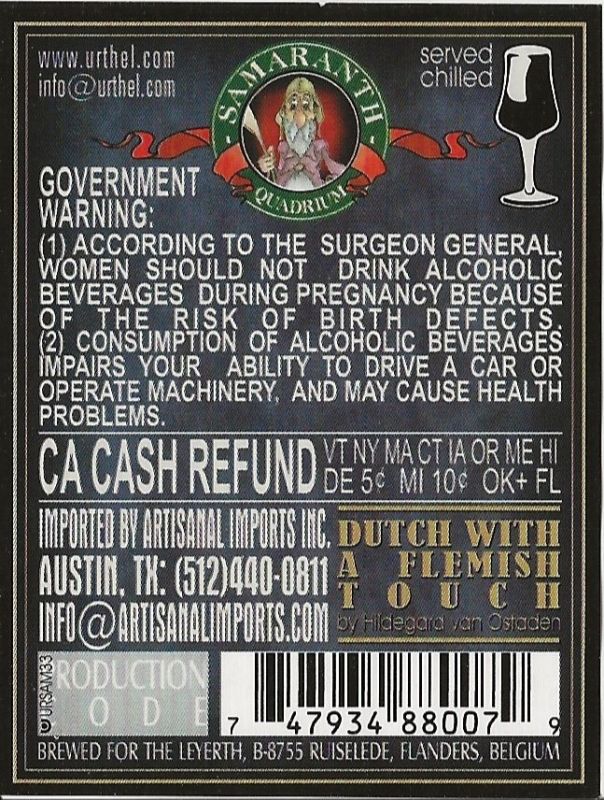 www.urthel.com
info@urthel.com
SAMARANTH
QUADRIUM
served
chilled
GOVERNMENT
WARNING:
(1) ACCORDING TO THE SURGEON GENERAL,
WOMEN SHOULD NOT DRINK ALCOHOLIC
BEVERAGES DURING PREGNANCY BECAUSE
OF THE RISK OF BIRTH DEFECTS.
(2) CONSUMPTION OF ALCOHOLIC BEVERAGES
IMPAIRS YOUR ABILITY TO DRIVE A CAR OR
OPERATE MACHINERY, AND MAY CAUSE HEALTH
PROBLEMS.
CA CASH REFUND
VT NY MA CT IA OR ME HI
DE 5¢ MI 10¢ OK+ FL
IMPORTED BY ARTISANAL IMPORTS INC.
AUSTIN, TX: (512)440-0811
INFO@ARTISANALIMPORTS.COM
DUTCH WITH
A FLEMISH
TOUCH
by Hildegard van Ostaden
URSAM33
PRODUCTION
CODE
7 47934 88007 9
BREWED FOR THE LEYERTH, B-8755 RUISELEDE, FLANDERS, BELGIUM